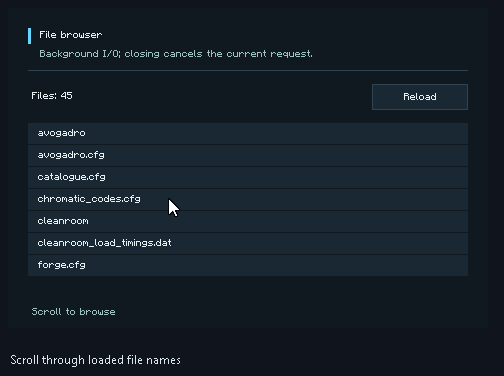 File browser
Background I/O; closing cancels the current request.
Files: 45
Reload
avogadro
avogadro.cfg
catalogue.cfg
chromatic_codes.cfg
cleanroom
cleanroom_load_timings.dat
forge.cfg
Scroll to browse
Scroll through loaded file names